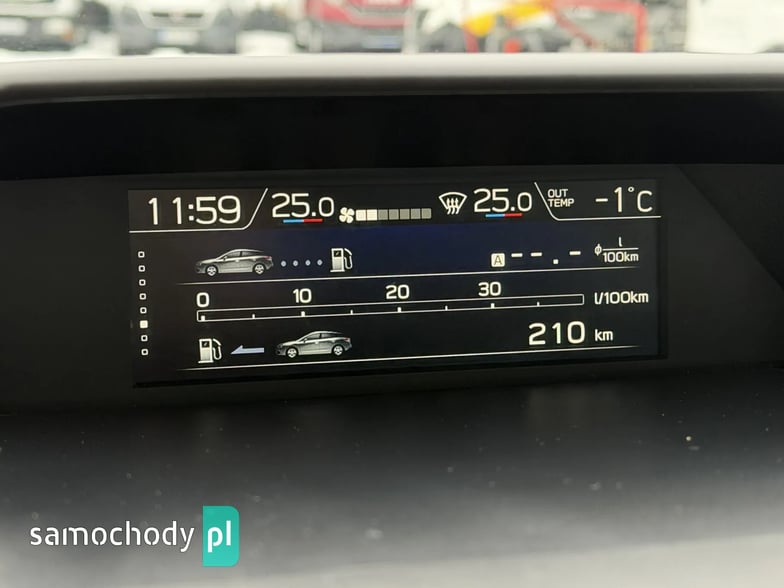 11:59 25.0 25.0 OUT TEMP -1°C
A --.- ϕ l/100km
0 10 20 30 l/100km
210 km
samochody pl